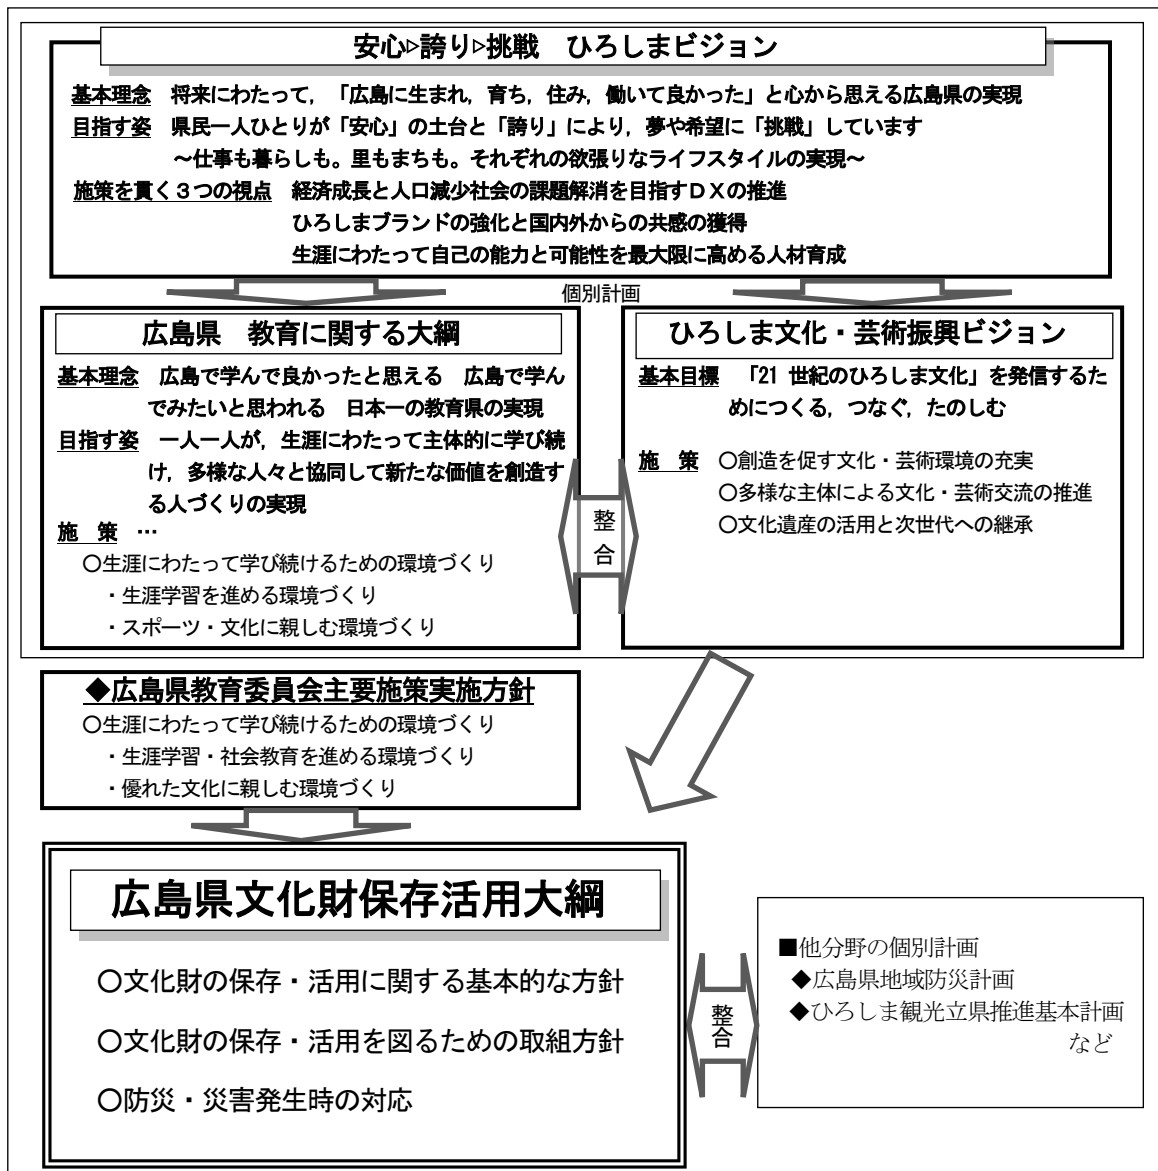 安心▷誇り▷挑戦　ひろしまビジョン
基本理念　将来にわたって，「広島に生まれ，育ち，住み，働いて良かった」と心から思える広島県の実現
目指す姿　県民一人ひとりが「安心」の土台と「誇り」により，夢や希望に「挑戦」しています
～仕事も暮らしも。里もまちも。それぞれの欲張りなライフスタイルの実現～
施策を貫く３つの視点　経済成長と人口減少社会の課題解消を目指すＤＸの推進
ひろしまブランドの強化と国内外からの共感の獲得
生涯にわたって自己の能力と可能性を最大限に高める人材育成
個別計画
広島県　教育に関する大綱
基本理念　広島で学んで良かったと思える　広島で学ん
でみたいと思われる　日本一の教育県の実現
目指す姿　一人一人が，生涯にわたって主体的に学び続
け，多様な人々と協同して新たな価値を創造す
る人づくりの実現
施　策　…
○生涯にわたって学び続けるための環境づくり
・生涯学習を進める環境づくり
・スポーツ・文化に親しむ環境づくり
整
合
ひろしま文化・芸術振興ビジョン
基本目標　「21 世紀のひろしま文化」を発信するた
めにつくる，つなぐ，たのしむ
施　策　○創造を促す文化・芸術環境の充実
○多様な主体による文化・芸術交流の推進
○文化遺産の活用と次世代への継承
◆広島県教育委員会主要施策実施方針
○生涯にわたって学び続けるための環境づくり
・生涯学習・社会教育を進める環境づくり
・優れた文化に親しむ環境づくり
広島県文化財保存活用大綱
○文化財の保存・活用に関する基本的な方針
○文化財の保存・活用を図るための取組方針
○防災・災害発生時の対応
整
合
■他分野の個別計画
◆広島県地域防災計画
◆ひろしま観光立県推進基本計画
など